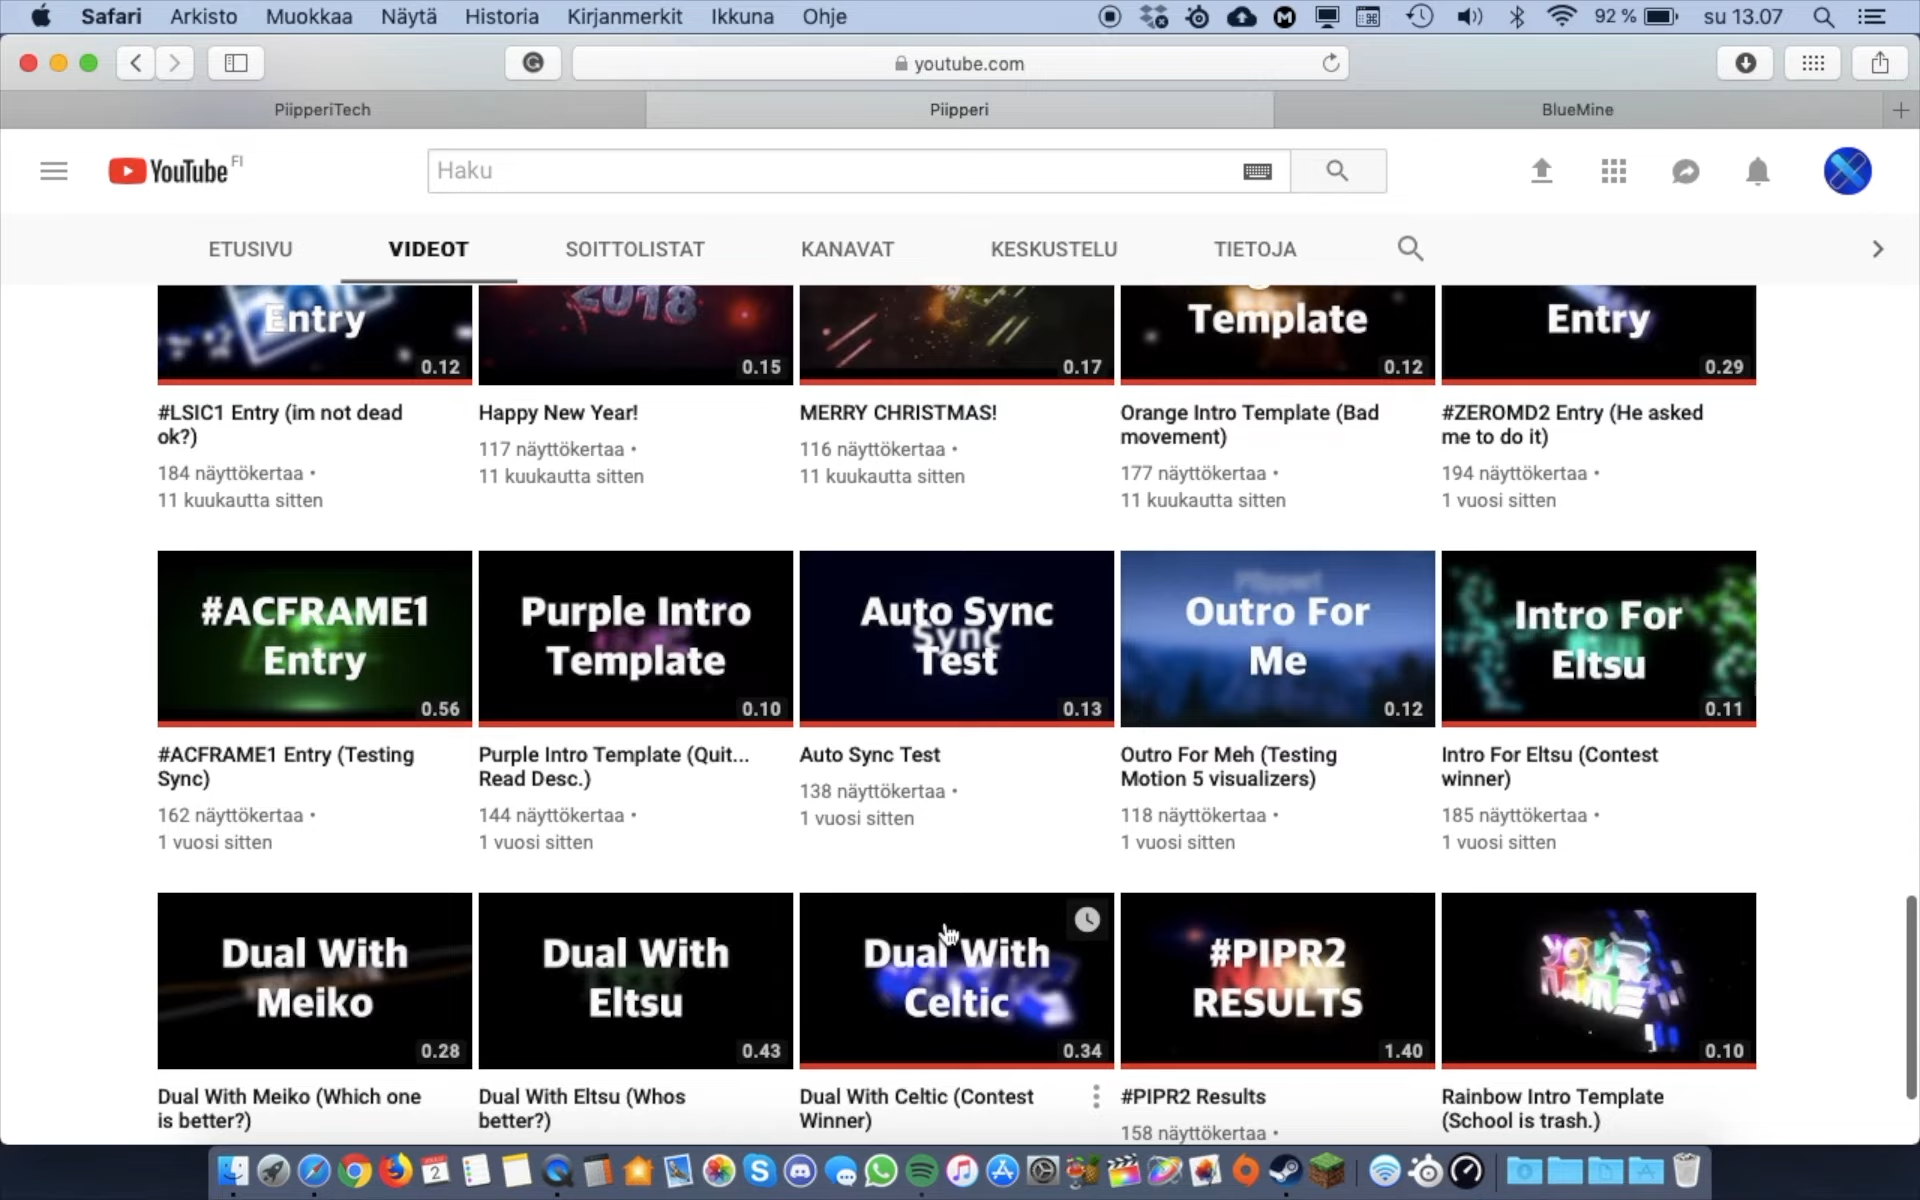 Safari Arkisto Muokkaa Näytä Historia Kirjanmerkit Ikkuna Ohje 92 % su 13.07
youtube.com
PiipperiTech Piipperi BlueMine
YouTube FI Haku
ETUSIVU VIDEOT SOITTOLISTAT KANAVAT KESKUSTELU TIETOJA
Entry 2018 Template Entry
0.12 0.15 0.17 0.12 0.29
#LSIC1 Entry (im not dead ok?)
184 näyttökertaa •
11 kuukautta sitten
Happy New Year!
117 näyttökertaa •
11 kuukautta sitten
MERRY CHRISTMAS!
116 näyttökertaa •
11 kuukautta sitten
Orange Intro Template (Bad
movement)
177 näyttökertaa •
11 kuukautta sitten
#ZEROMD2 Entry (He asked
me to do it)
194 näyttökertaa •
1 vuosi sitten
#ACFRAME1
Entry
0.56
#ACFRAME1 Entry (Testing
Sync)
162 näyttökertaa •
1 vuosi sitten
Purple Intro
Template
0.10
Purple Intro Template (Quit...
Read Desc.)
144 näyttökertaa •
1 vuosi sitten
Auto Sync
Sync
Test
0.13
Auto Sync Test
138 näyttökertaa •
1 vuosi sitten
Piipperi
Outro For
Me
0.12
Outro For Meh (Testing
Motion 5 visualizers)
118 näyttökertaa •
1 vuosi sitten
Intro For
Eltsu
0.11
Intro For Eltsu (Contest
winner)
185 näyttökertaa •
1 vuosi sitten
Dual With
Meiko
0.28
Dual With Meiko (Which one
is better?)
Dual With
Eltsu
0.43
Dual With Eltsu (Whos
better?)
Dual With
Celtic
0.34
Dual With Celtic (Contest
Winner)
#PIPR2
RESULTS
1.40
#PIPR2 Results
158 näyttökertaa •
YOUR
NAME
0.10
Rainbow Intro Template
(School is trash.)
2